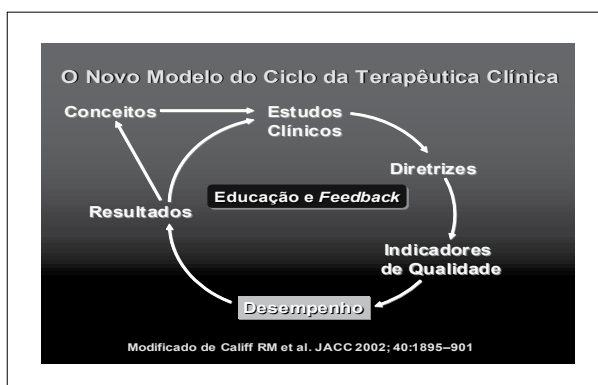 O Novo Modelo do Ciclo da Terapêutica Clínica
Conceitos
Estudos
Clínicos
Diretrizes
Educação e Feedback
Resultados
Indicadores
de Qualidade
Desempenho
Modificado de Califf RM et al. JACC 2002; 40:1895–901